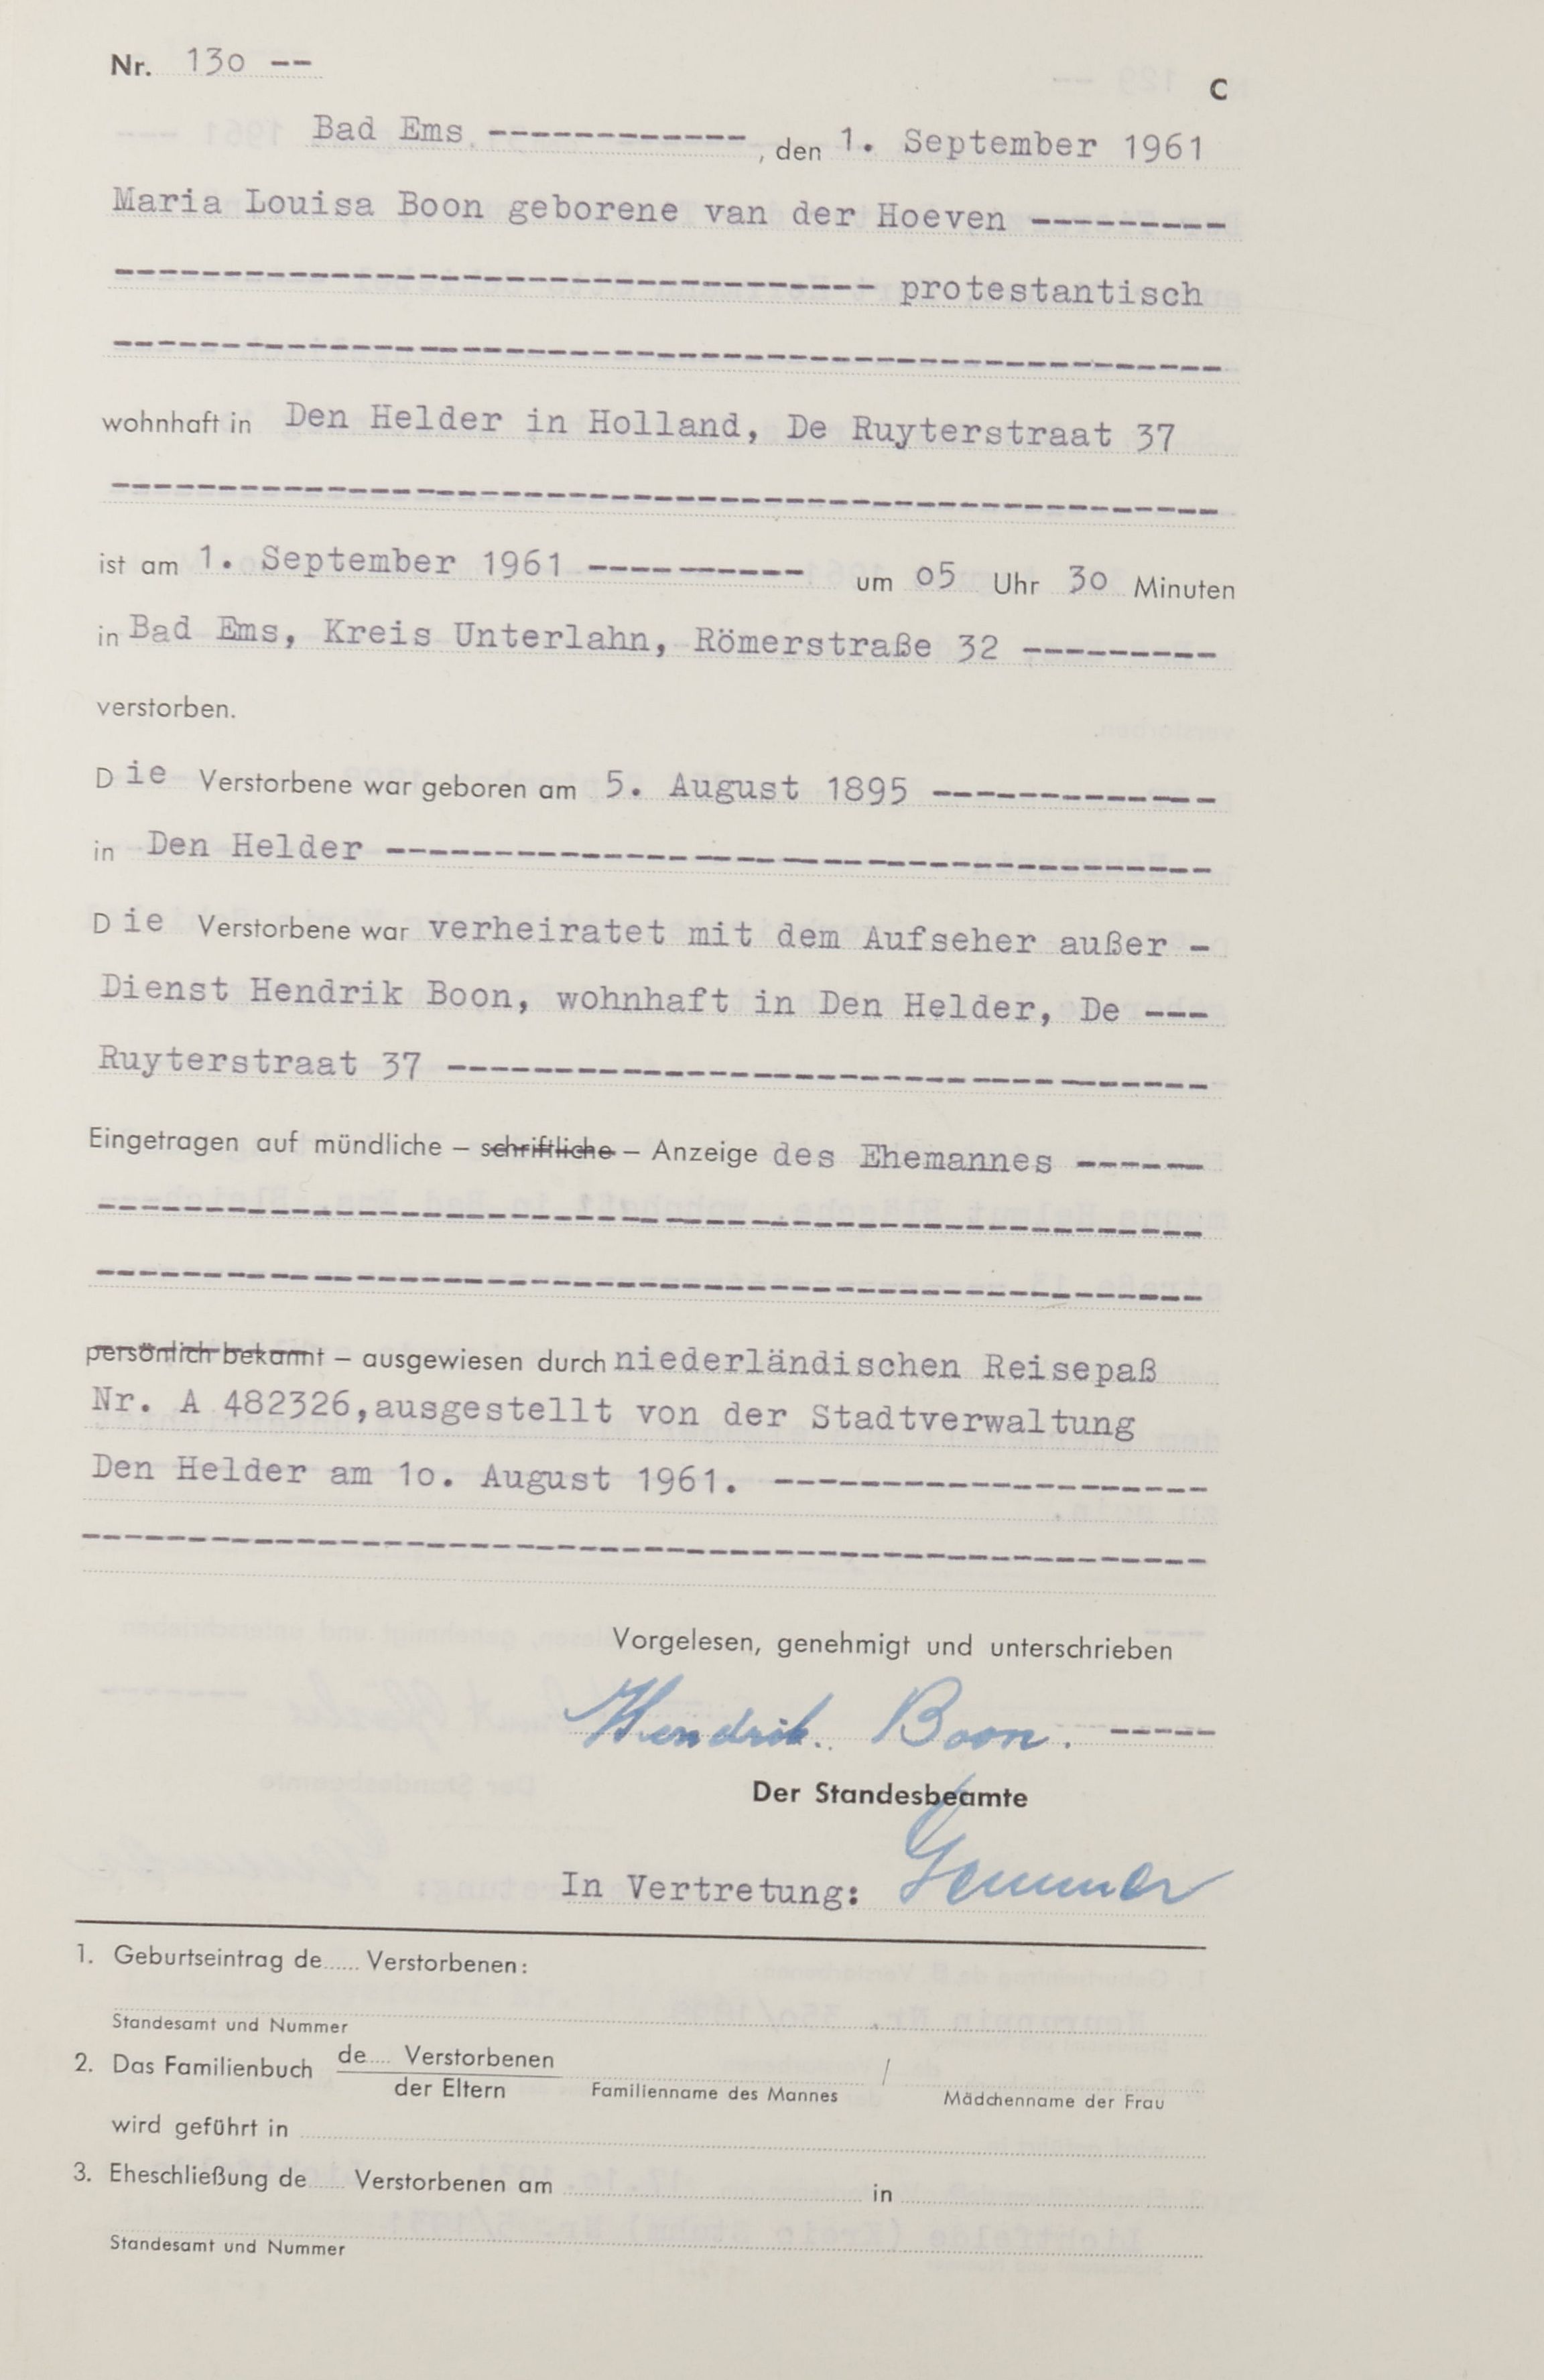 Nr. 13o --
C
Bad Ems ------------, den 1. September 1961
Maria Louisa Boon geborene van der Hoeven ---------
----------------------------------- protestantisch
---------------------------------------------------
wohnhaft in Den Helder in Holland, De Ruyterstraat 37
---------------------------------------------------
ist am 1. September 1961 ---------- um o5 Uhr 3o Minuten
in Bad Ems, Kreis Unterlahn, Römerstraße 32 ---------
verstorben.
Die Verstorbene war geboren am 5. August 1895 -------------
in Den Helder --------------------------------------
Die Verstorbene war verheiratet mit dem Aufseher außer -
Dienst Hendrik Boon, wohnhaft in Den Helder, De ---
Ruyterstraat 37 -----------------------------------
Eingetragen auf mündliche – schriftliche – Anzeige des Ehemannes ------
---------------------------------------------------
---------------------------------------------------
persönlich bekannt – ausgewiesen durch niederländischen Reisepaß
Nr. A 482326,ausgestellt von der Stadtverwaltung
Den Helder am 1o. August 1961. --------------------
----------------------------------------------------
Vorgelesen, genehmigt und unterschrieben
Hendrik. Boon. -----
Der Standesbeamte
In Vertretung: Gemmer
1. Geburtseintrag de...... Verstorbenen:
Standesamt und Nummer
2. Das Familienbuch de.... Verstorbenen
der Eltern
/
Familienname des Mannes Mädchenname der Frau
wird geführt in
3. Eheschließung de...... Verstorbenen am in
Standesamt und Nummer